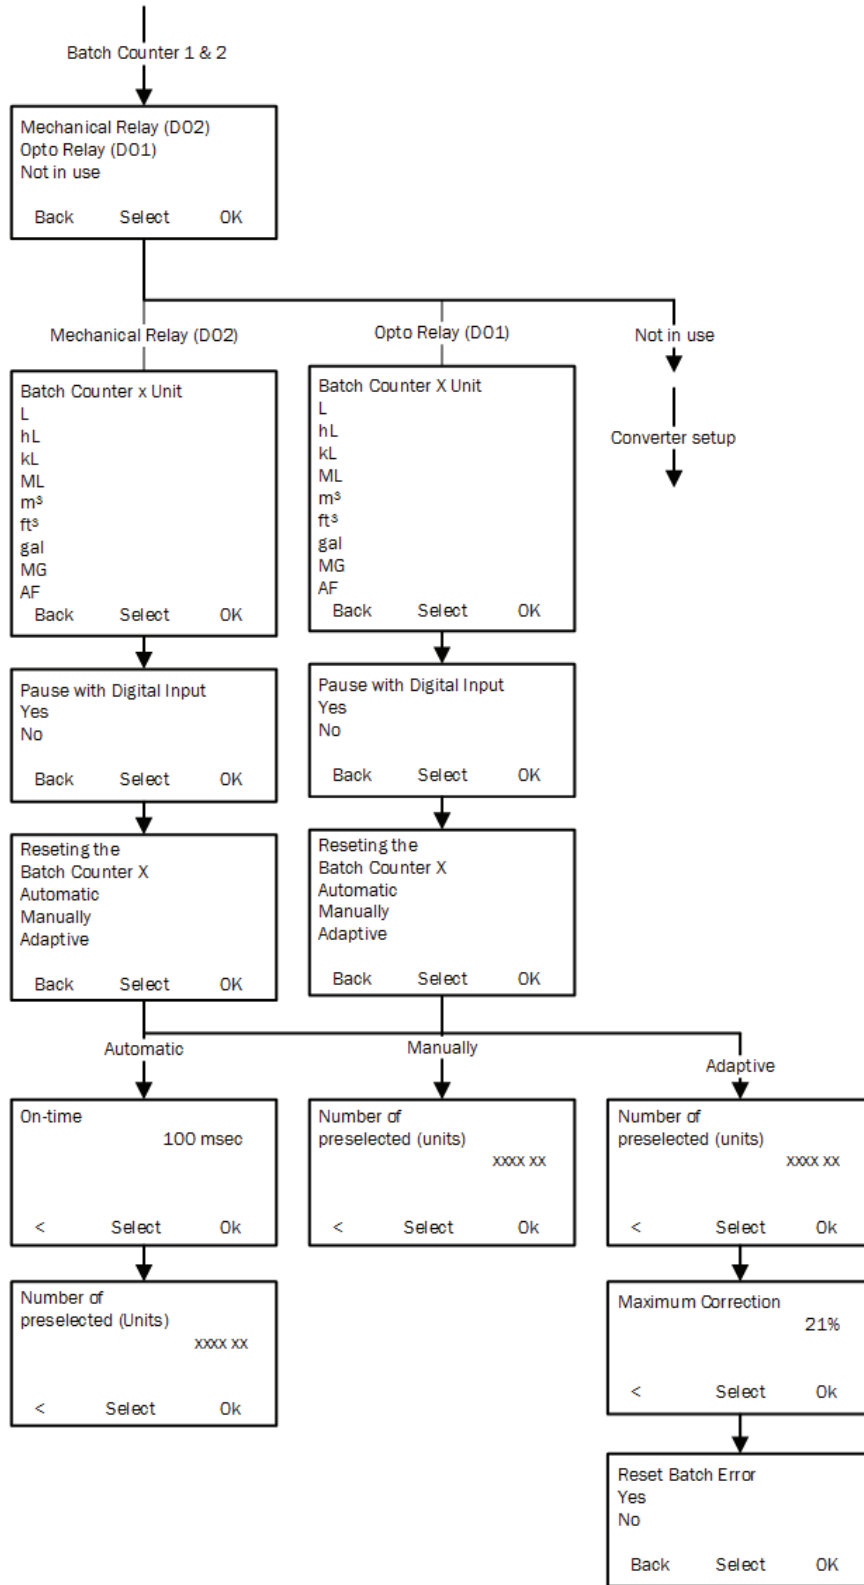 Batch Counter 1 & 2
Mechanical Relay (DO2)
Opto Relay (DO1)
Not in use
Back Select OK
Mechanical Relay (DO2)
Opto Relay (DO1)
Not in use
Converter setup
Batch Counter x Unit
L
hL
kL
ML
m³
ft³
gal
MG
AF
Back Select OK
Batch Counter X Unit
L
hL
kL
ML
m³
ft³
gal
MG
AF
Back Select OK
Pause with Digital Input
Yes
No
Back Select OK
Pause with Digital Input
Yes
No
Back Select OK
Reseting the
Batch Counter X
Automatic
Manually
Adaptive
Back Select OK
Reseting the
Batch Counter X
Automatic
Manually
Adaptive
Back Select OK
Automatic
Manually
Adaptive
On-time
100 msec
< Select Ok
Number of
preselected (units)
xxxx xx
< Select Ok
Number of
preselected (units)
xxxx xx
< Select Ok
Number of
preselected (Units)
xxxx xx
< Select Ok
Maximum Correction
21%
< Select Ok
Reset Batch Error
Yes
No
Back Select OK